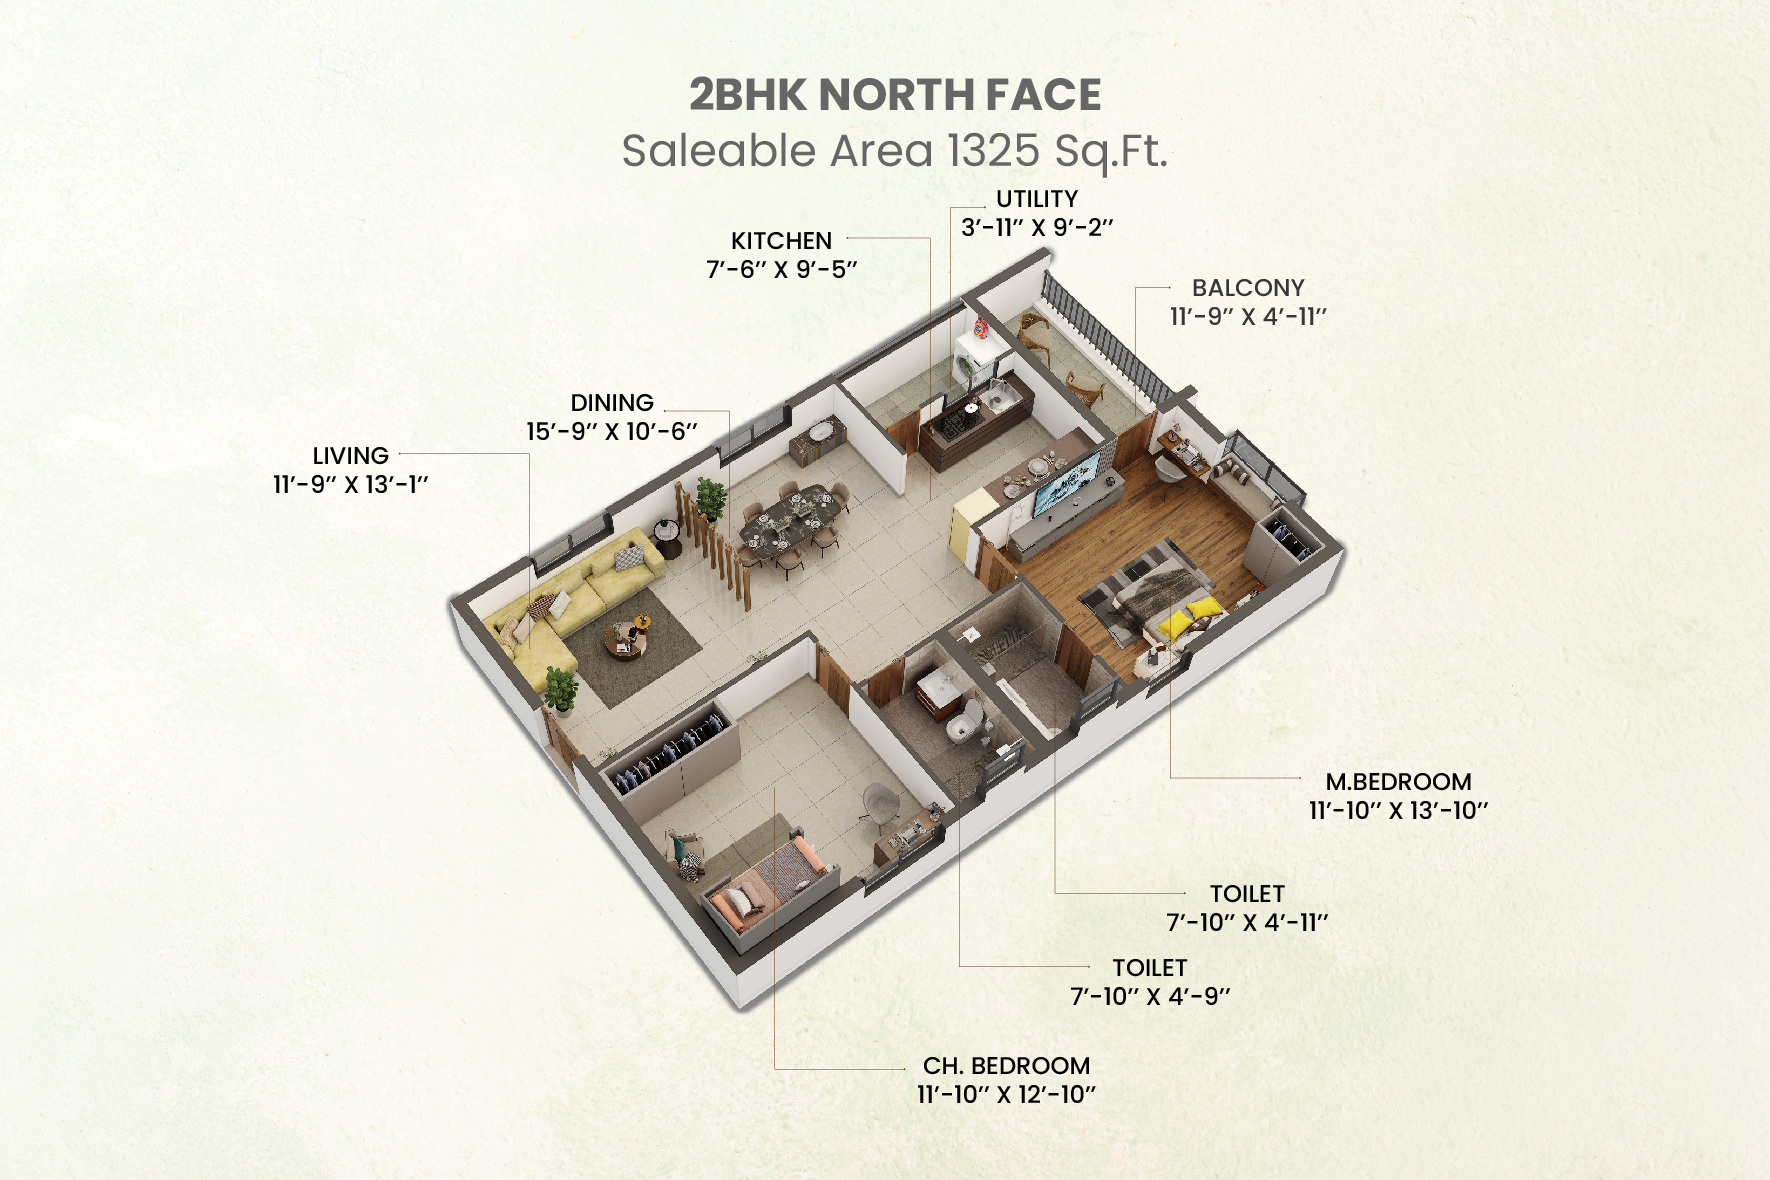 2BHK NORTH FACE
Saleable Area 1325 Sq.Ft.
UTILITY
3’-11’’ X 9’-2’’
KITCHEN
7’-6’’ X 9’-5’’
BALCONY
11’-9’’ X 4’-11’’
DINING
15’-9’’ X 10’-6’’
LIVING
11’-9’’ X 13’-1’’
M.BEDROOM
11’-10’’ X 13’-10’’
TOILET
7’-10’’ X 4’-11’’
TOILET
7’-10’’ X 4’-9’’
CH. BEDROOM
11’-10’’ X 12’-10’’